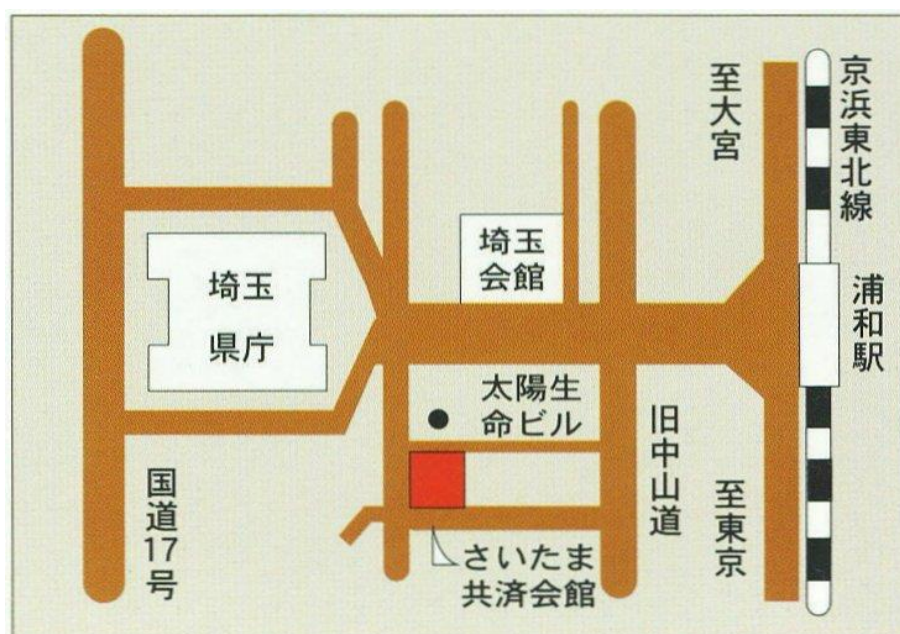 京浜東北線
至大宮
埼玉
会館
埼玉
県庁
浦和駅
太陽生
命ビル
旧中山道
国道17号
至東京
さいたま
共済会館